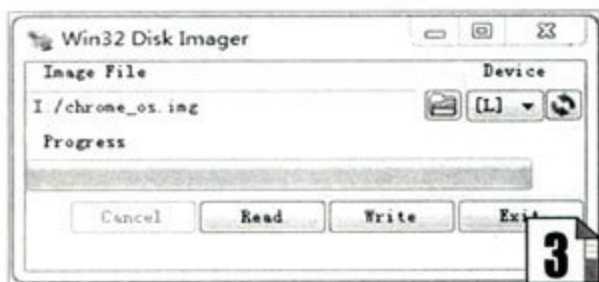 Win32 Disk Imager
Image File Device
I /chrome_os.img [L]
Progress
Cancel Read Write Exit
3